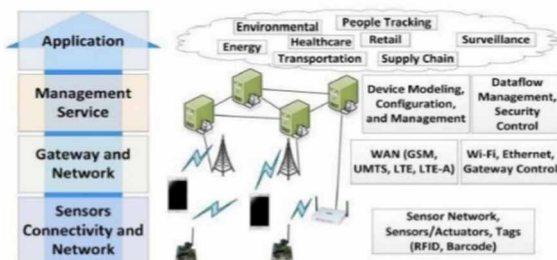 Application
Environmental
People Tracking
Energy
Healthcare
Retail
Surveillance
Transportation
Supply Chain
Management
Service
Device Modeling,
Configuration,
and Management
Dataflow
Management,
Security
Control
Gateway and
Network
WAN (GSM,
UMTS, LTE, LTE-A)
Wi-Fi, Ethernet,
Gateway Control
Sensors
Connectivity and
Network
Sensor Network,
Sensors/Actuators, Tags
(RFID, Barcode)